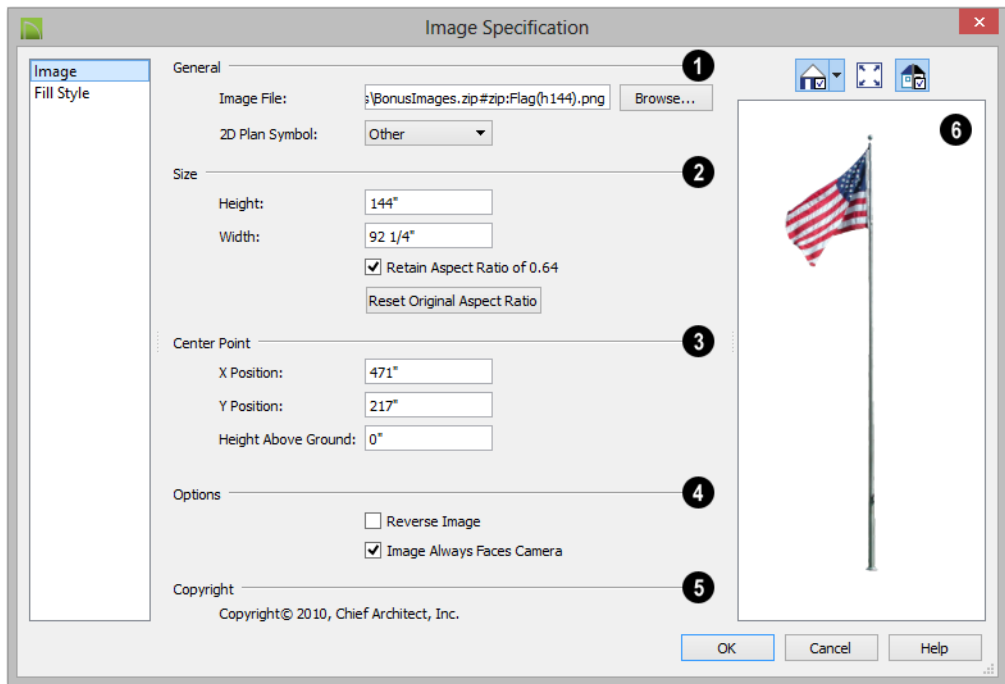 Image Specification
Image
Fill Style
General
1
Image File:
s\BonusImages.zip#zip:Flag(h144).png
Browse...
2D Plan Symbol:
Other
Size
2
Height:
144"
Width:
92 1/4"
Retain Aspect Ratio of 0.64
Reset Original Aspect Ratio
Center Point
3
X Position:
471"
Y Position:
217"
Height Above Ground:
0"
Options
4
Reverse Image
Image Always Faces Camera
Copyright
5
Copyright© 2010, Chief Architect, Inc.
6
OK
Cancel
Help